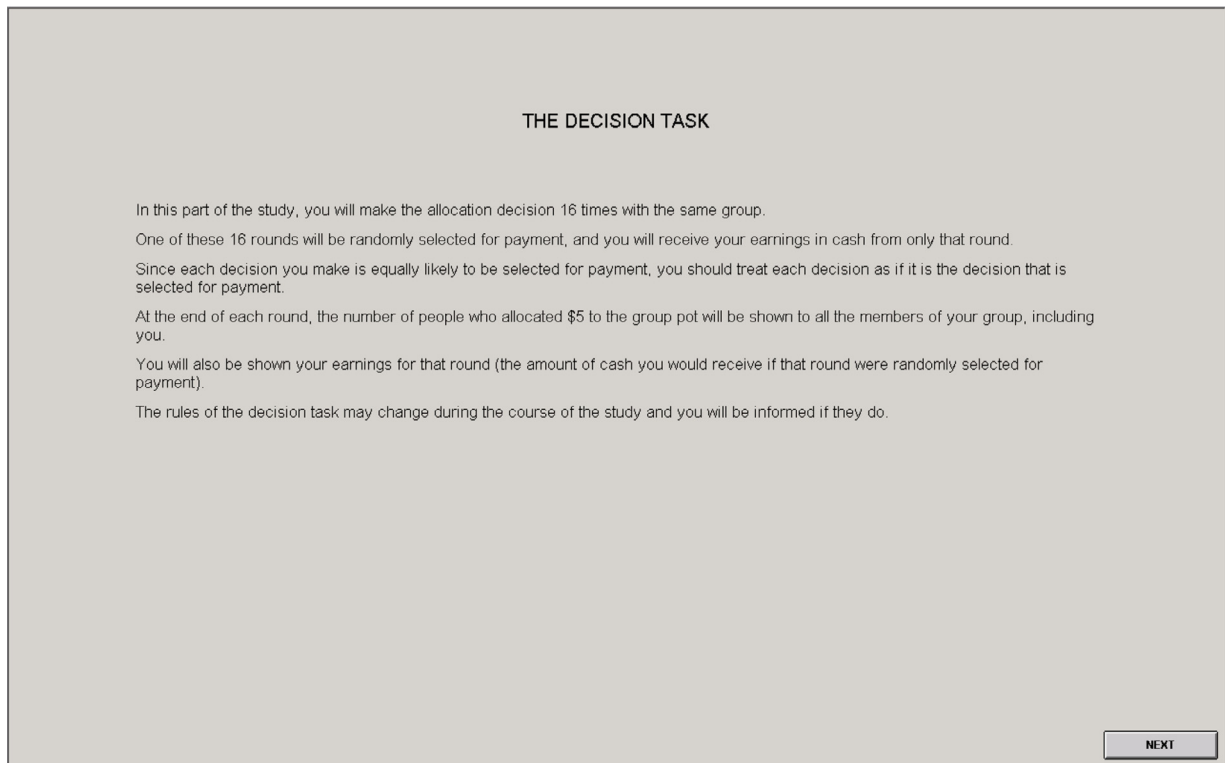 THE DECISION TASK
In this part of the study, you will make the allocation decision 16 times with the same group.
One of these 16 rounds will be randomly selected for payment, and you will receive your earnings in cash from only that round.
Since each decision you make is equally likely to be selected for payment, you should treat each decision as if it is the decision that is
selected for payment.
At the end of each round, the number of people who allocated $5 to the group pot will be shown to all the members of your group, including
you.
You will also be shown your earnings for that round (the amount of cash you would receive if that round were randomly selected for
payment).
The rules of the decision task may change during the course of the study and you will be informed if they do.
NEXT